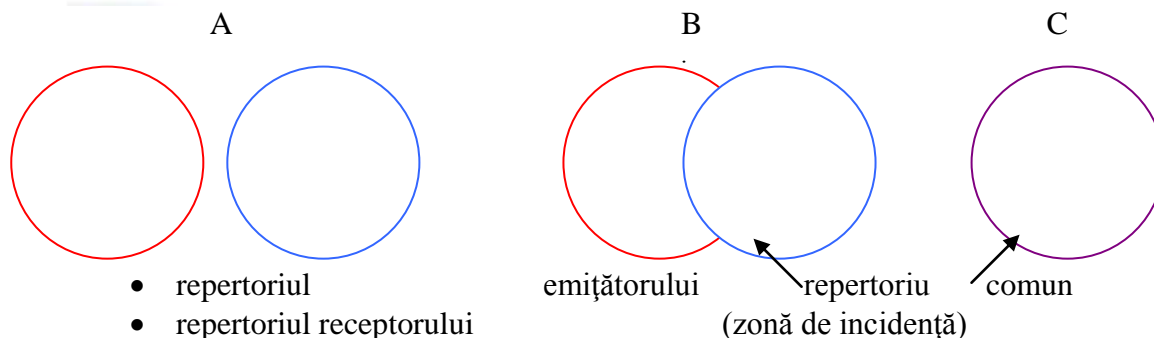 A B C
• repertoriul emiţătorului repertoriu comun
• repertoriul receptorului (zonă de incidenţă)